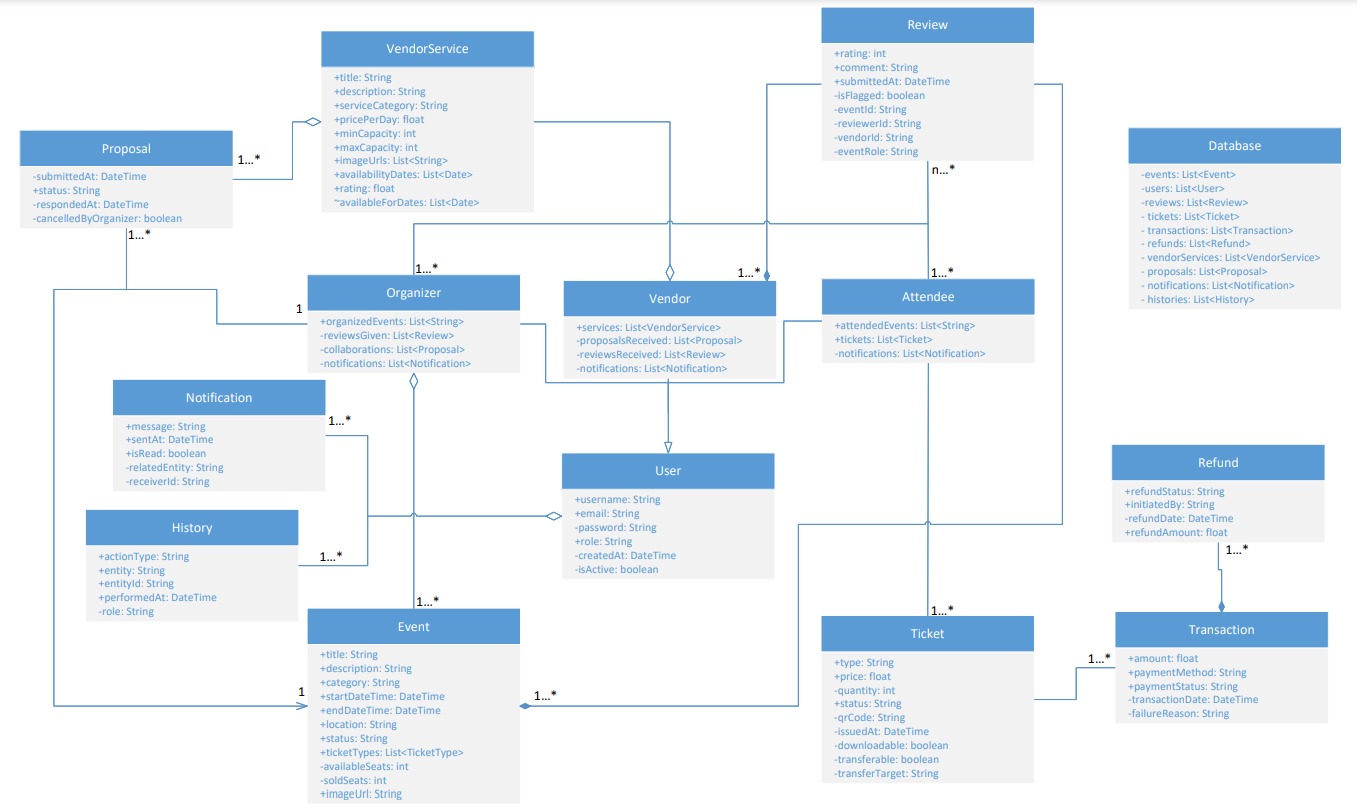 VendorService
+title: String
+description: String
+serviceCategory: String
+pricePerDay: float
+minCapacity: int
+maxCapacity: int
+imageUrls: List<String>
+availabilityDates: List<Date>
+rating: float
~availableForDates: List<Date>
Review
+rating: int
+comment: String
+submittedAt: DateTime
-isFlagged: boolean
-eventId: String
-reviewerId: String
-vendorId: String
-eventRole: String
n...*
Proposal
-submittedAt: DateTime
+status: String
-respondedAt: DateTime
-cancelledByOrganizer: boolean
1...*
1...*
Database
-events: List<Event>
-users: List<User>
-reviews: List<Review>
- tickets: List<Ticket>
- transactions: List<Transaction>
- refunds: List<Refund>
- vendorServices: List<VendorService>
- proposals: List<Proposal>
- notifications: List<Notification>
- histories: List<History>
1...*
1
Organizer
+organizedEvents: List<String>
-reviewsGiven: List<Review>
-collaborations: List<Proposal>
-notifications: List<Notification>
1...*
Vendor
+services: List<VendorService>
-proposalsReceived: List<Proposal>
-reviewsReceived: List<Review>
-notifications: List<Notification>
1...*
Attendee
+attendedEvents: List<String>
+tickets: List<Ticket>
-notifications: List<Notification>
Notification
+message: String
+sentAt: DateTime
+isRead: boolean
-relatedEntity: String
-receiverId: String
1...*
User
+username: String
+email: String
-password: String
+role: String
-createdAt: DateTime
-isActive: boolean
Refund
+refundStatus: String
+initiatedBy: String
-refundDate: DateTime
+refundAmount: float
1...*
History
+actionType: String
+entity: String
+entityId: String
+performedAt: DateTime
-role: String
1...*
1...*
1
Event
+title: String
+description: String
+category: String
+startDateTime: DateTime
+endDateTime: DateTime
+location: String
+status: String
+ticketTypes: List<TicketType>
-availableSeats: int
-soldSeats: int
+imageUrl: String
1...*
1...*
Ticket
+type: String
+price: float
-quantity: int
+status: String
-qrCode: String
-issuedAt: DateTime
-downloadable: boolean
-transferable: boolean
-transferTarget: String
1...*
Transaction
+amount: float
+paymentMethod: String
+paymentStatus: String
-transactionDate: DateTime
-failureReason: String